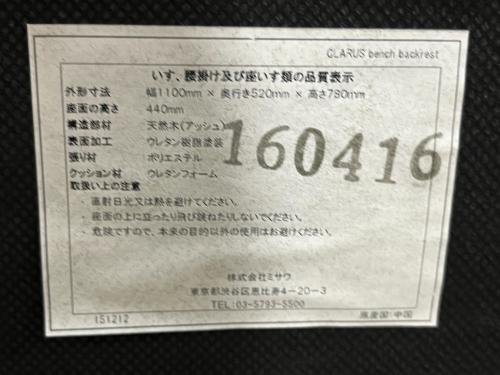 CLARUS bench backrest
いす、腰掛け及び座いす類の品質表示
外形寸法 幅1100mm × 奥行き520mm × 高さ780mm
座面の高さ 440mm
構造部材 天然木(アッシュ)
表面加工 ウレタン樹脂塗装
張り材 ポリエステル
クッション材 ウレタンフォーム
160416
取扱い上の注意
・ 直射日光又は熱を避けてください。
・ 座面の上に立ったり飛び跳ねたりしないでください。
・ 危険ですので、本来の目的以外の使用はお避けください。
株式会社ミサワ
東京都渋谷区恵比寿4-20-3
TEL:03-5793-5500
151212
原産国:中国